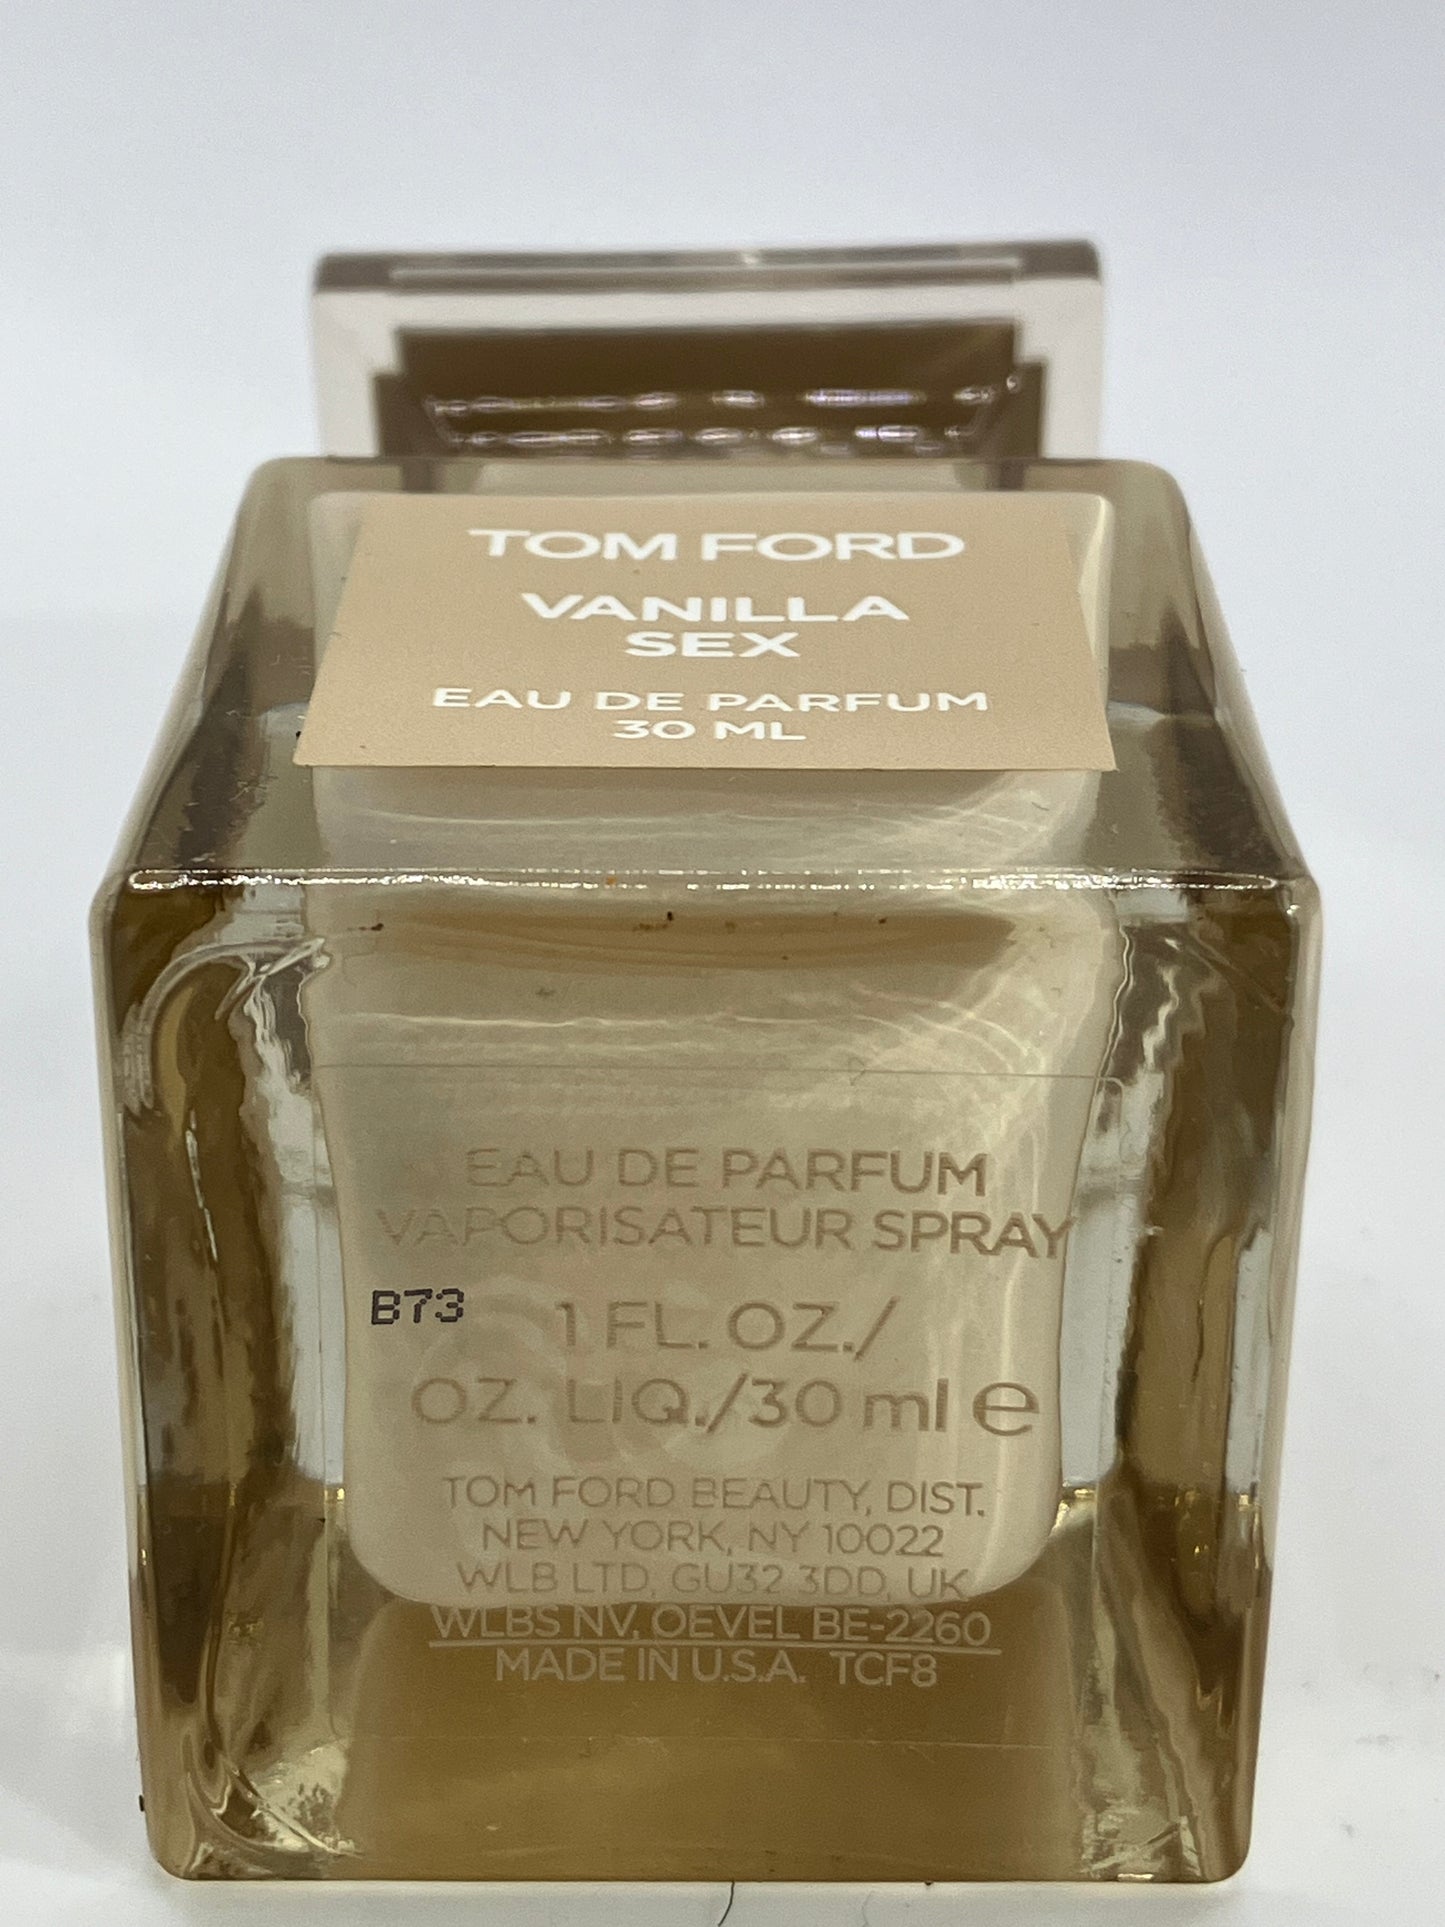 TOM FORD
VANILLA
SEX
EAU DE PARFUM
30 ML
EAU DE PARFUM
VAPORISATEUR SPRAY
B73
1 FL. OZ./
OZ. LIQ./30 ml ℮
TOM FORD BEAUTY, DIST.
NEW YORK, NY 10022
WLB LTD, GU32 3DD, UK
WLBS NV, OEVEL BE-2260
MADE IN U.S.A. TCF8